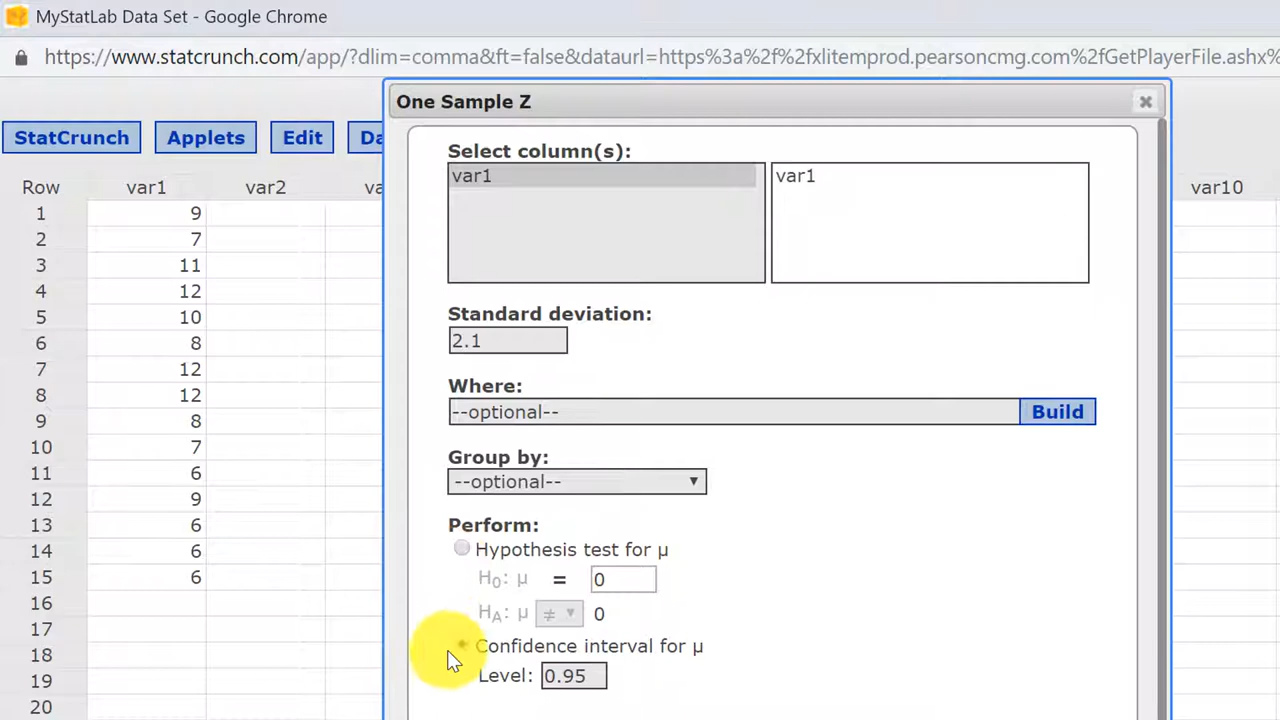 MyStatLab Data Set - Google Chrome
https://www.statcrunch.com/app/?dlim=comma&ft=false&dataurl=https%3a%2f%2fxlitemprod.pearsoncmg.com%2fGetPlayerFile.ashx%
One Sample Z
StatCrunch Applets Edit Da
Select column(s):
var1 var1
Row var1 var2 va var10
1 9
2 7
3 11
4 12
5 10
6 8
7 12
8 12
9 8
10 7
11 6
12 9
13 6
14 6
15 6
16
17
18
19
20
Standard deviation:
2.1
Where:
--optional-- Build
Group by:
--optional--
Perform:
Hypothesis test for μ
H0: μ = 0
HA: μ ≠ 0
Confidence interval for μ
Level: 0.95